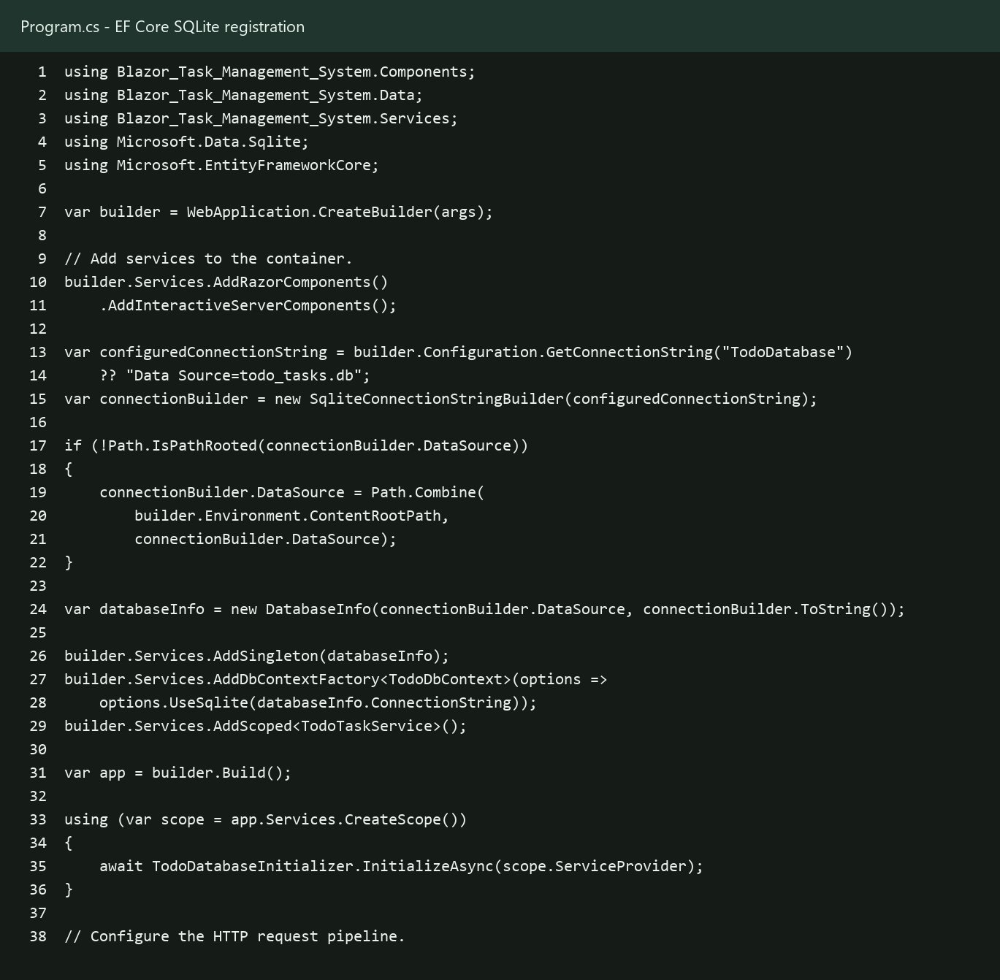 Program.cs - EF Core SQLite registration
1 using Blazor_Task_Management_System.Components;
2 using Blazor_Task_Management_System.Data;
3 using Blazor_Task_Management_System.Services;
4 using Microsoft.Data.Sqlite;
5 using Microsoft.EntityFrameworkCore;
6
7 var builder = WebApplication.CreateBuilder(args);
8
9 // Add services to the container.
10 builder.Services.AddRazorComponents()
11     .AddInteractiveServerComponents();
12
13 var configuredConnectionString = builder.Configuration.GetConnectionString("TodoDatabase")
14     ?? "Data Source=todo_tasks.db";
15 var connectionBuilder = new SqliteConnectionStringBuilder(configuredConnectionString);
16
17 if (!Path.IsPathRooted(connectionBuilder.DataSource))
18 {
19     connectionBuilder.DataSource = Path.Combine(
20         builder.Environment.ContentRootPath,
21         connectionBuilder.DataSource);
22 }
23
24 var databaseInfo = new DatabaseInfo(connectionBuilder.DataSource, connectionBuilder.ToString());
25
26 builder.Services.AddSingleton(databaseInfo);
27 builder.Services.AddDbContextFactory<TodoDbContext>(options =>
28     options.UseSqlite(databaseInfo.ConnectionString));
29 builder.Services.AddScoped<TodoTaskService>();
30
31 var app = builder.Build();
32
33 using (var scope = app.Services.CreateScope())
34 {
35     await TodoDatabaseInitializer.InitializeAsync(scope.ServiceProvider);
36 }
37
38 // Configure the HTTP request pipeline.